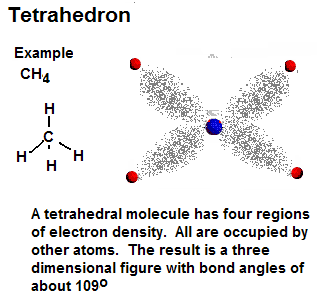 Tetrahedron
Example
CH4
H
C
H H
H
A tetrahedral molecule has four regions
of electron density. All are occupied by
other atoms. The result is a three
dimensional figure with bond angles of
about 109º